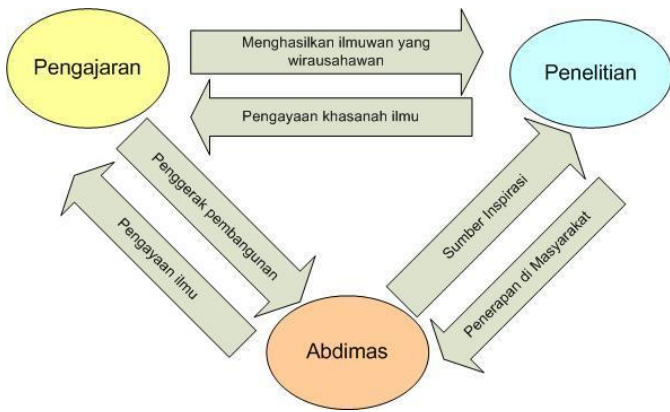 Pengajaran
Menghasilkan ilmuwan yang
wirausahawan
Penelitian
Pengayaan khasanah ilmu
Penggerak pembangunan
Pengayaan ilmu
Sumber Inspirasi
Penerapan di Masyarakat
Abdimas